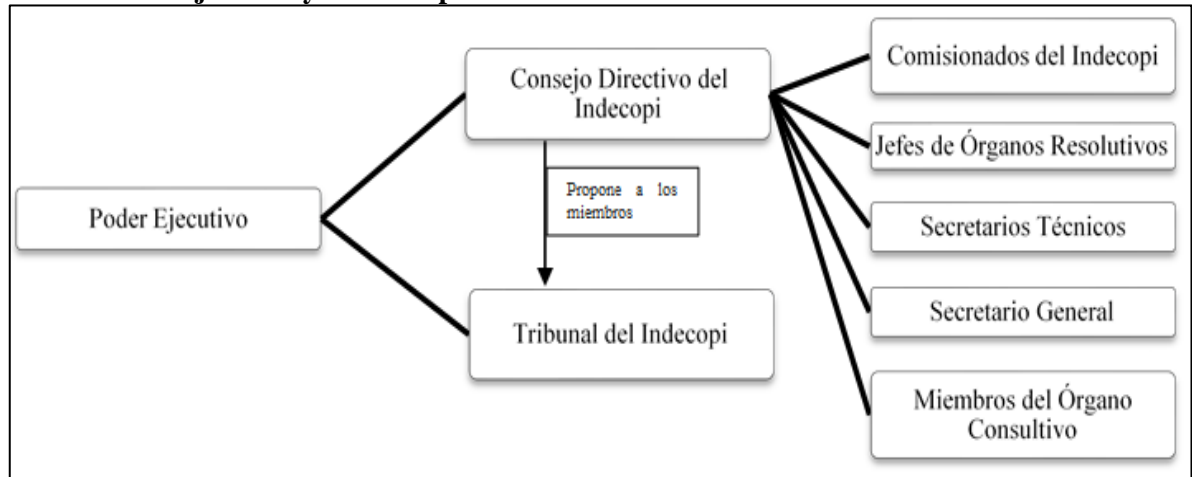 Comisionados del Indecopi
Consejo Directivo del
Indecopi
Jefes de Órganos Resolutivos
Propone a los
miembros
Poder Ejecutivo
Secretarios Técnicos
Secretario General
Tribunal del Indecopi
Miembros del Órgano
Consultivo